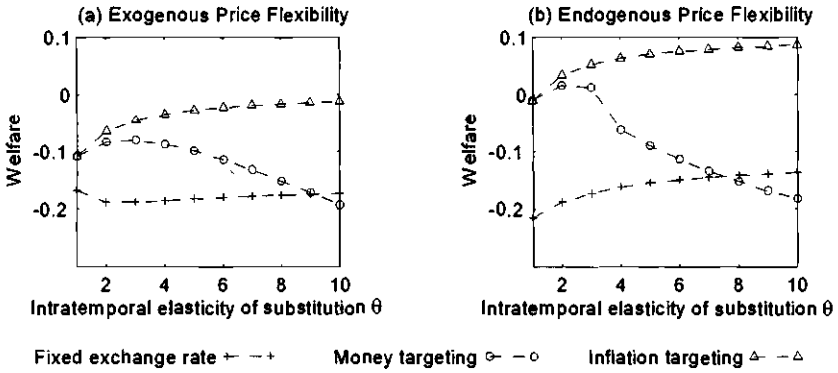 (a) Exogenous Price Flexibility
(b) Endogenous Price Flexibility
0
-0.1
-0.2
Welfare
2 4 6 8 10
Intratemporal elasticity of substitution θ
0.1
0
-0.1
-0.2
Welfare
2 4 6 8 10
Intratemporal elasticity of substitution θ
Fixed exchange rate
Money targeting
Inflation targeting
0.1